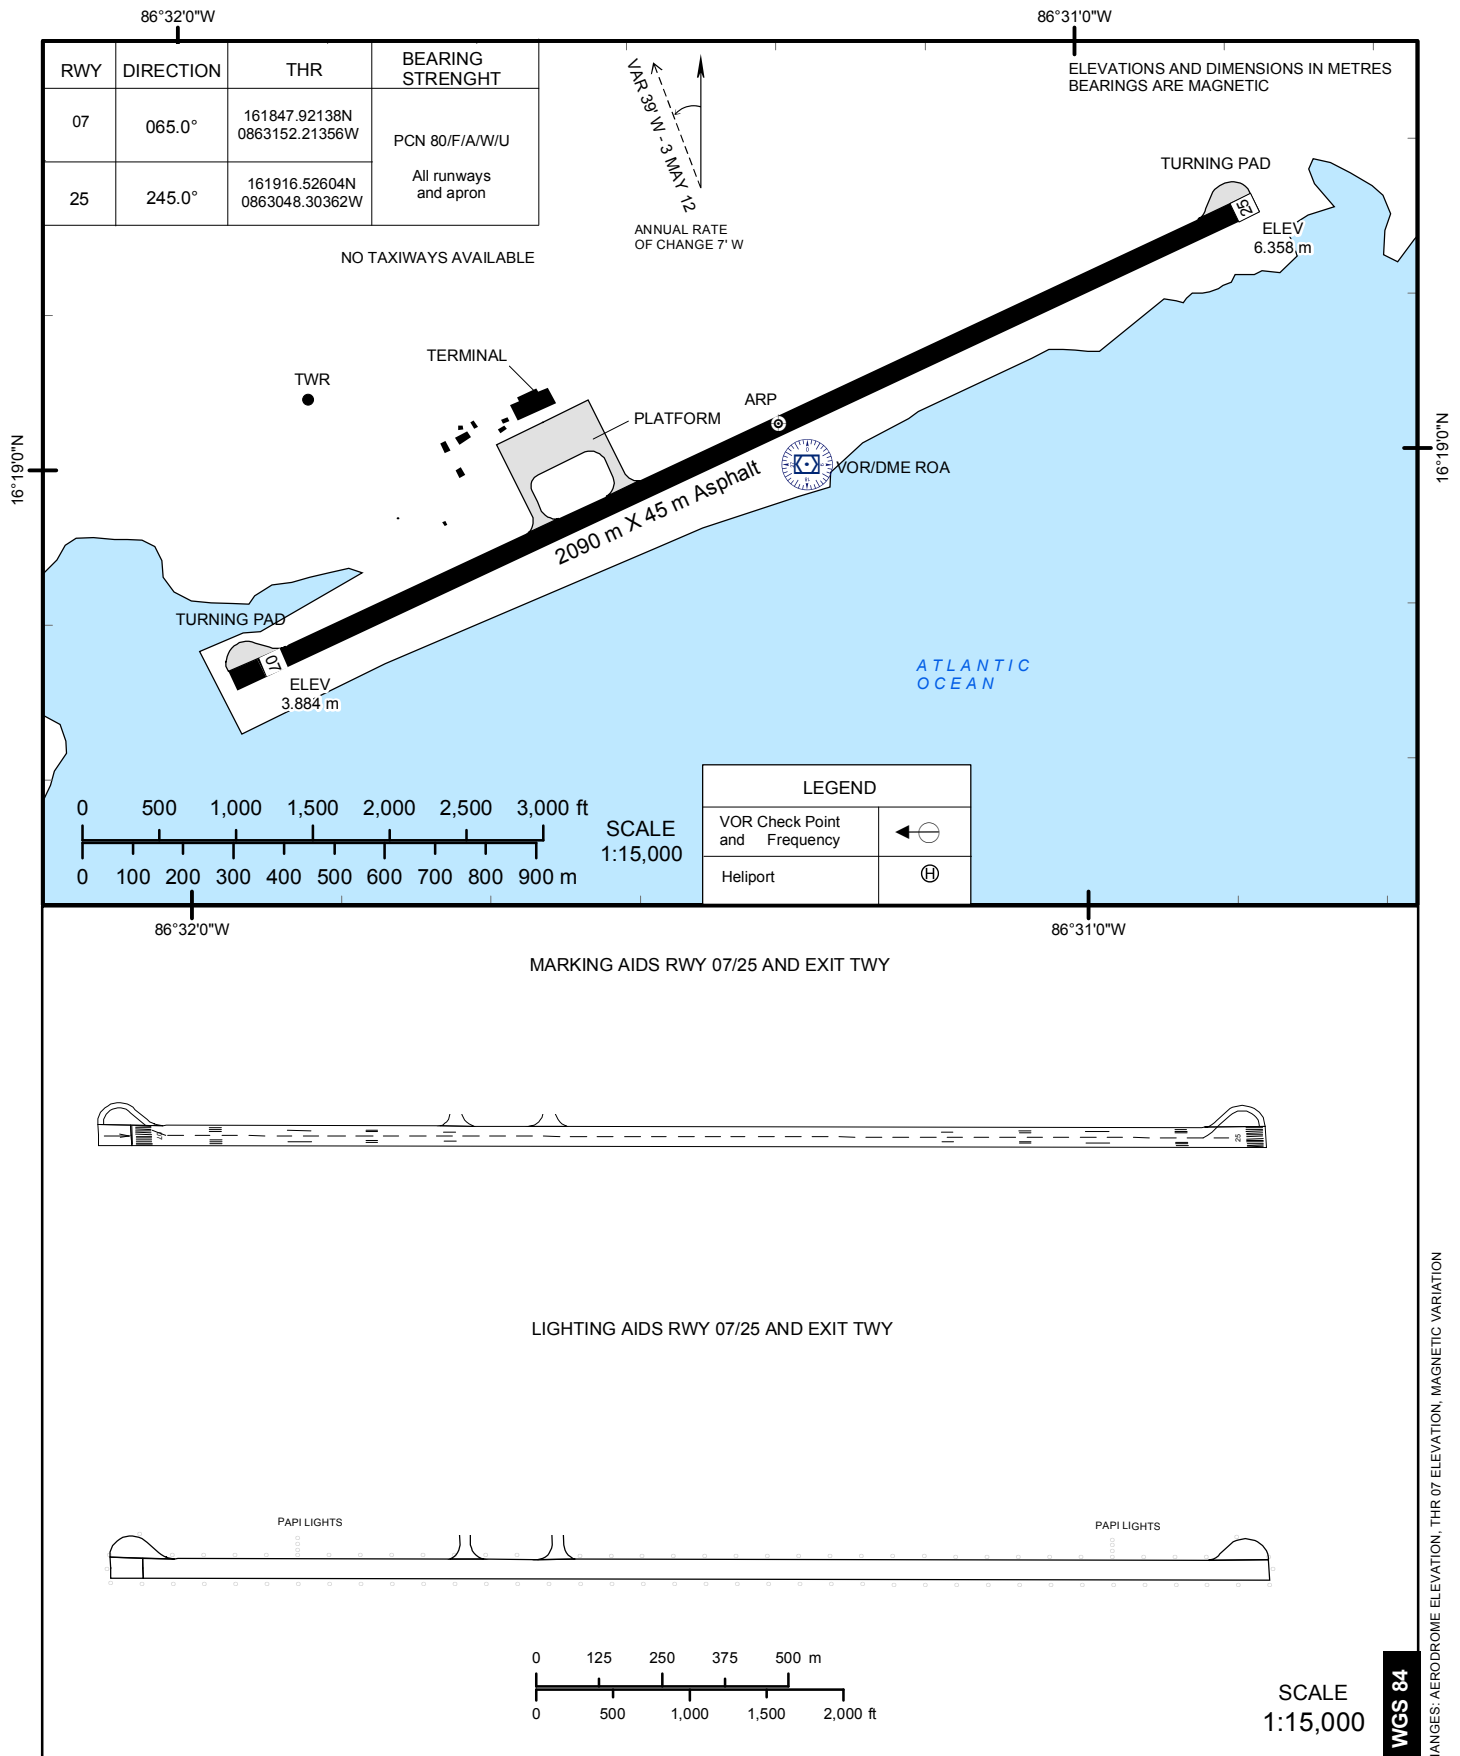 86°32'0"W
86°31'0"W
RWY DIRECTION THR BEARING STRENGHT
07 065.0° 161847.92138N 0863152.21356W
PCN 80/F/A/W/U
All runways
and apron
25 245.0° 161916.52604N 0863048.30362W
VAR 39' W - 3 MAY 12
ANNUAL RATE
OF CHANGE 7' W
ELEVATIONS AND DIMENSIONS IN METRES
BEARINGS ARE MAGNETIC
NO TAXIWAYS AVAILABLE
TURNING PAD
25
ELEV
6.358 m
TERMINAL
TWR
PLATFORM
ARP
VOR/DME ROA
16°19'0"N
16°19'0"N
2090 m X 45 m Asphalt
TURNING PAD
07
ELEV
3.884 m
ATLANTIC
OCEAN
0 500 1,000 1,500 2,000 2,500 3,000 ft
0 100 200 300 400 500 600 700 800 900 m
SCALE
1:15,000
LEGEND
VOR Check Point
and Frequency
Heliport
H
86°32'0"W
86°31'0"W
MARKING AIDS RWY 07/25 AND EXIT TWY
07
25
LIGHTING AIDS RWY 07/25 AND EXIT TWY
PAPI LIGHTS
PAPI LIGHTS
0 125 250 375 500 m
0 500 1,000 1,500 2,000 ft
SCALE
1:15,000
WGS 84
ANGES: AERODROME ELEVATION, THR 07 ELEVATION, MAGNETIC VARIATION